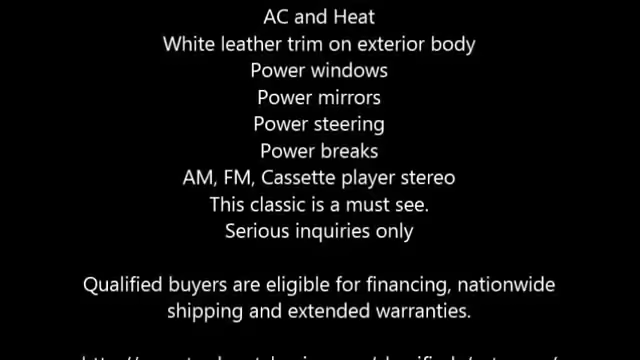 AC and Heat
White leather trim on exterior body
Power windows
Power mirrors
Power steering
Power breaks
AM, FM, Cassette player stereo
This classic is a must see.
Serious inquiries only
Qualified buyers are eligible for financing, nationwide
shipping and extended warranties.